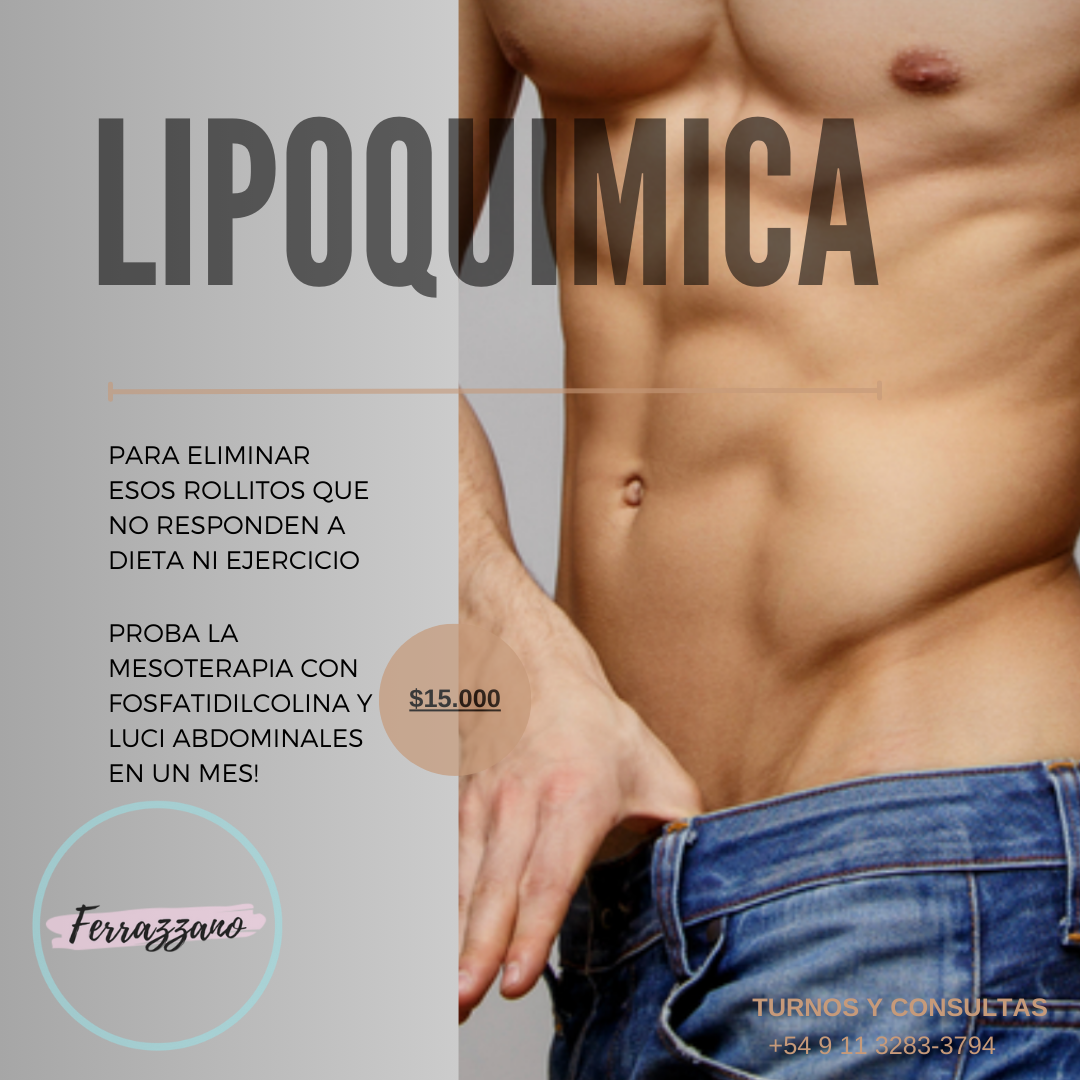 LIPOQUIMICA
PARA ELIMINAR
ESOS ROLLITOS QUE
NO RESPONDEN A
DIETA NI EJERCICIO
PROBA LA
MESOTERAPIA CON
FOSFATIDILCOLINA Y
LUCI ABDOMINALES
EN UN MES!
$15.000
Ferrazzano
TURNOS Y CONSULTAS
+54 9 11 3283-3794